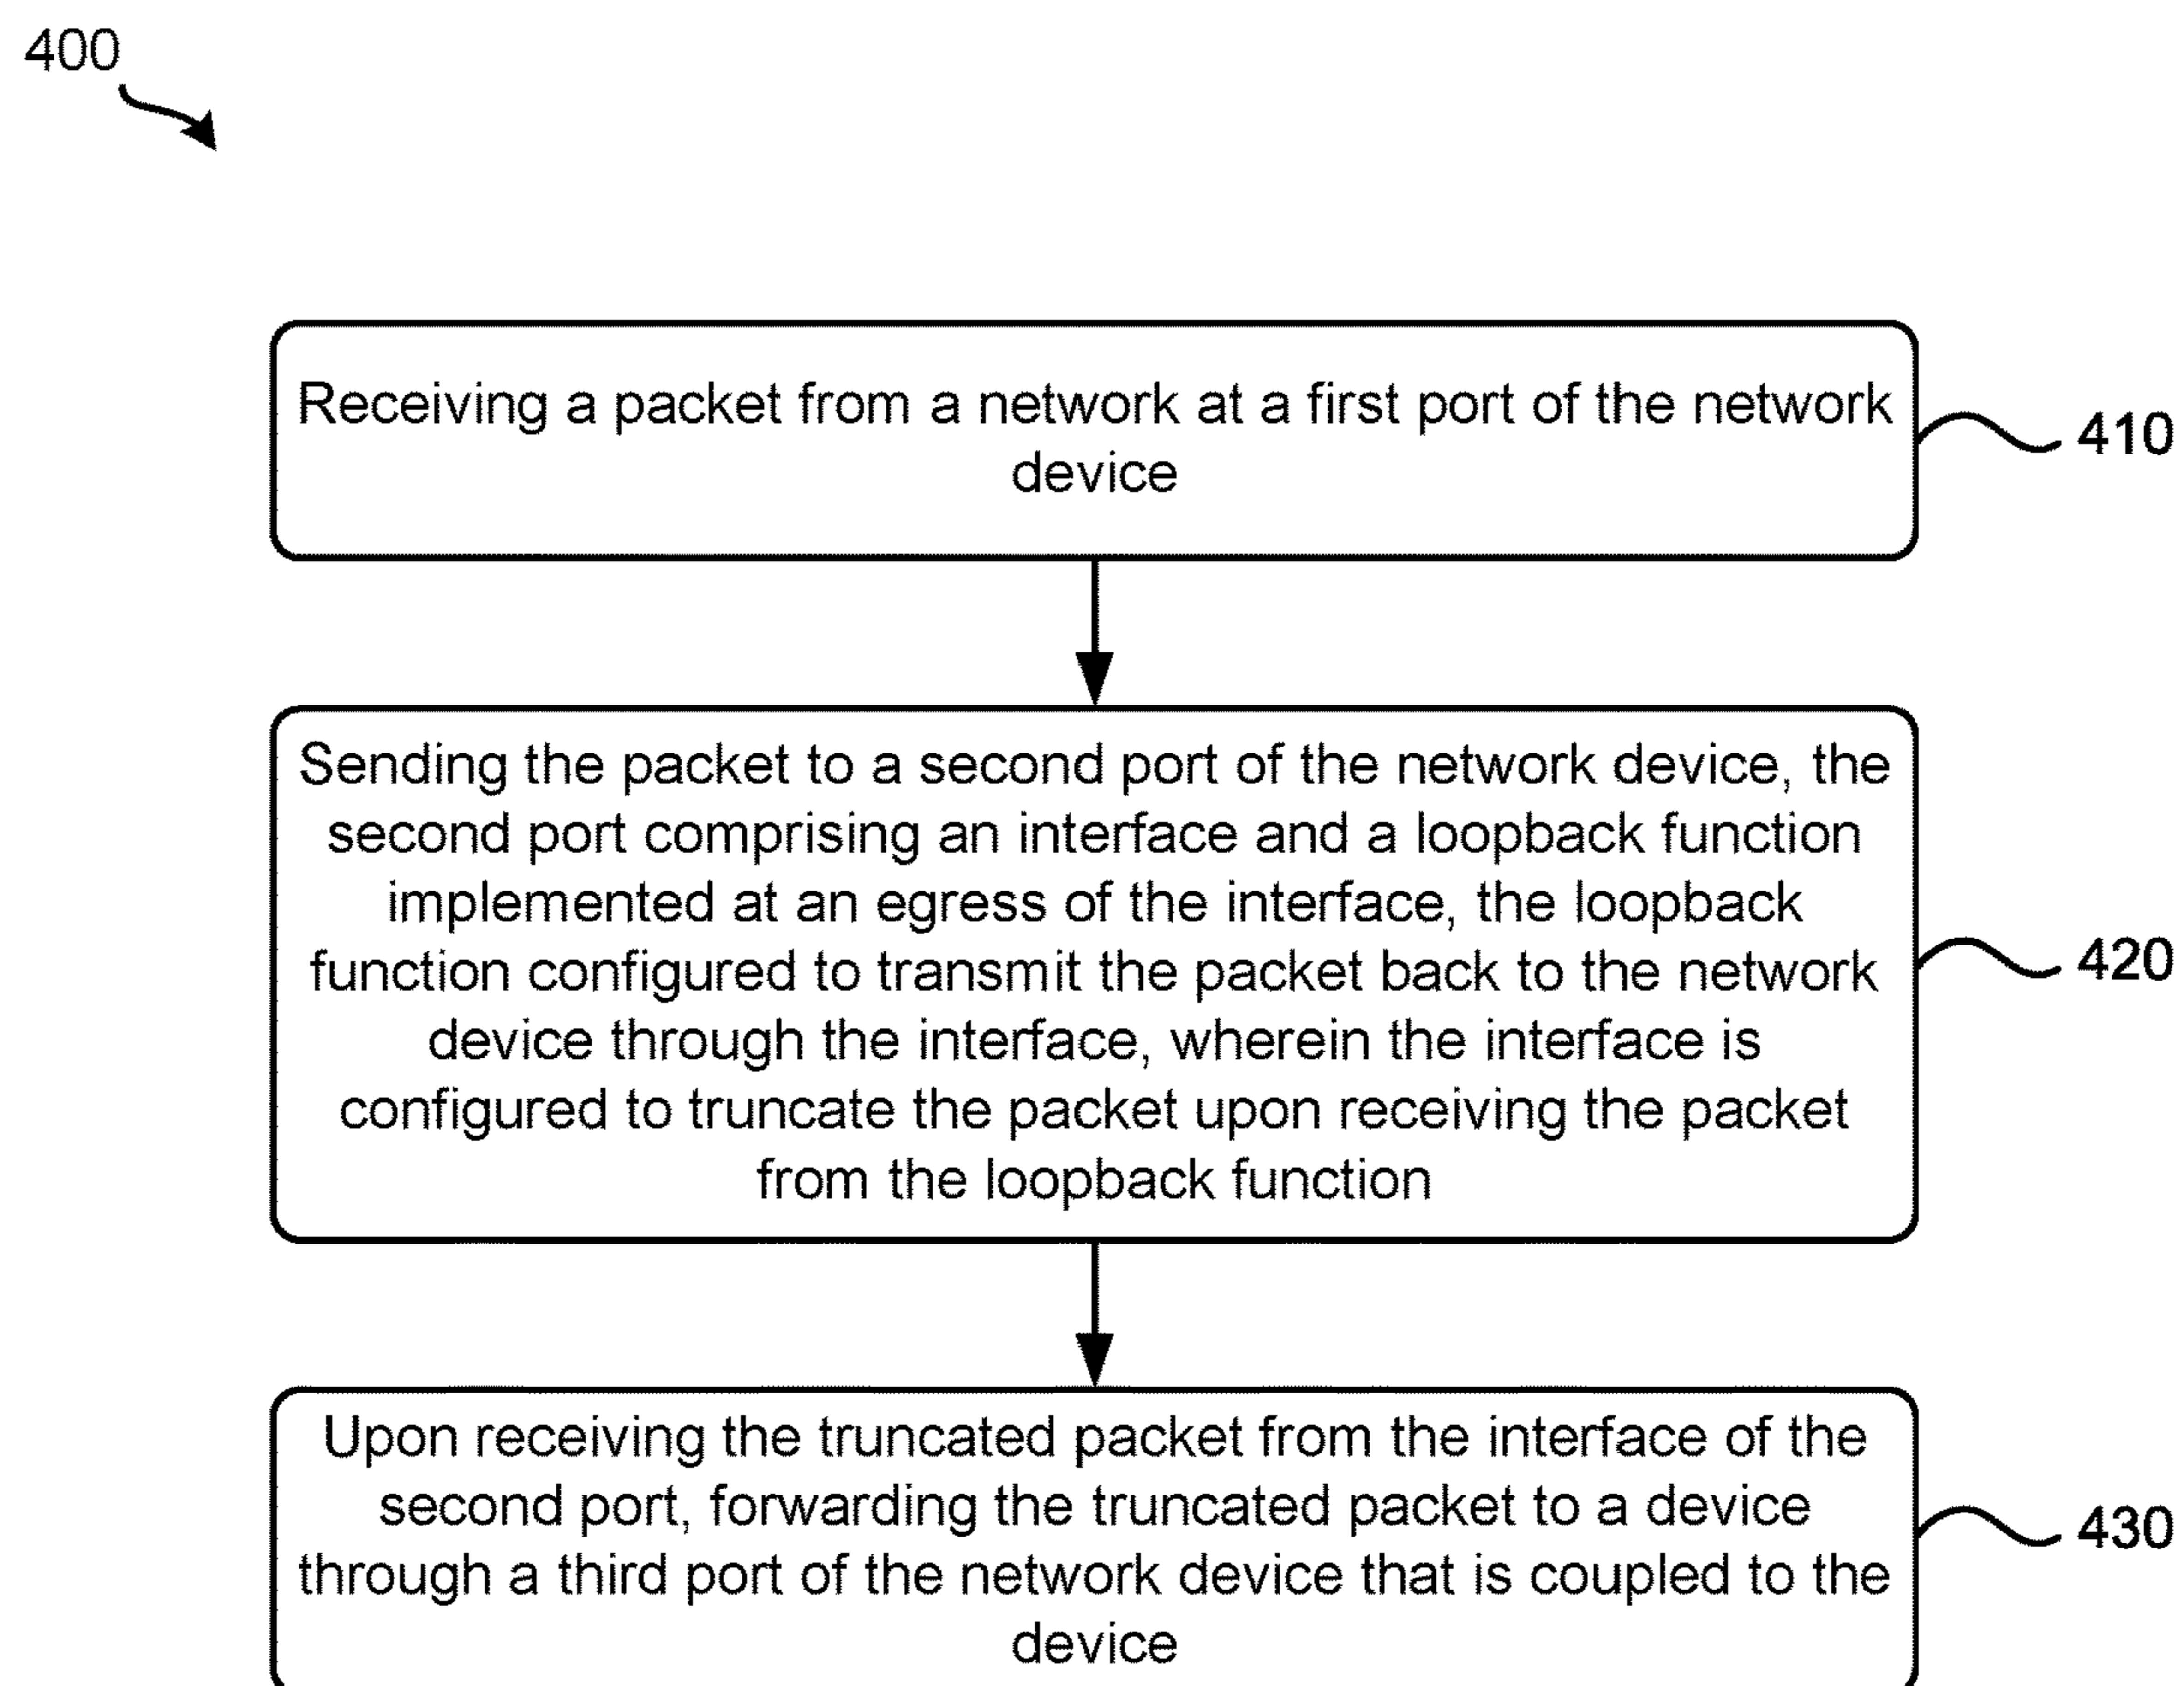 400
Receiving a packet from a network at a first port of the network
device
410
Sending the packet to a second port of the network device, the
second port comprising an interface and a loopback function
implemented at an egress of the interface, the loopback
function configured to transmit the packet back to the network
device through the interface, wherein the interface is
configured to truncate the packet upon receiving the packet
from the loopback function
420
Upon receiving the truncated packet from the interface of the
second port, forwarding the truncated packet to a device
through a third port of the network device that is coupled to the
device
430